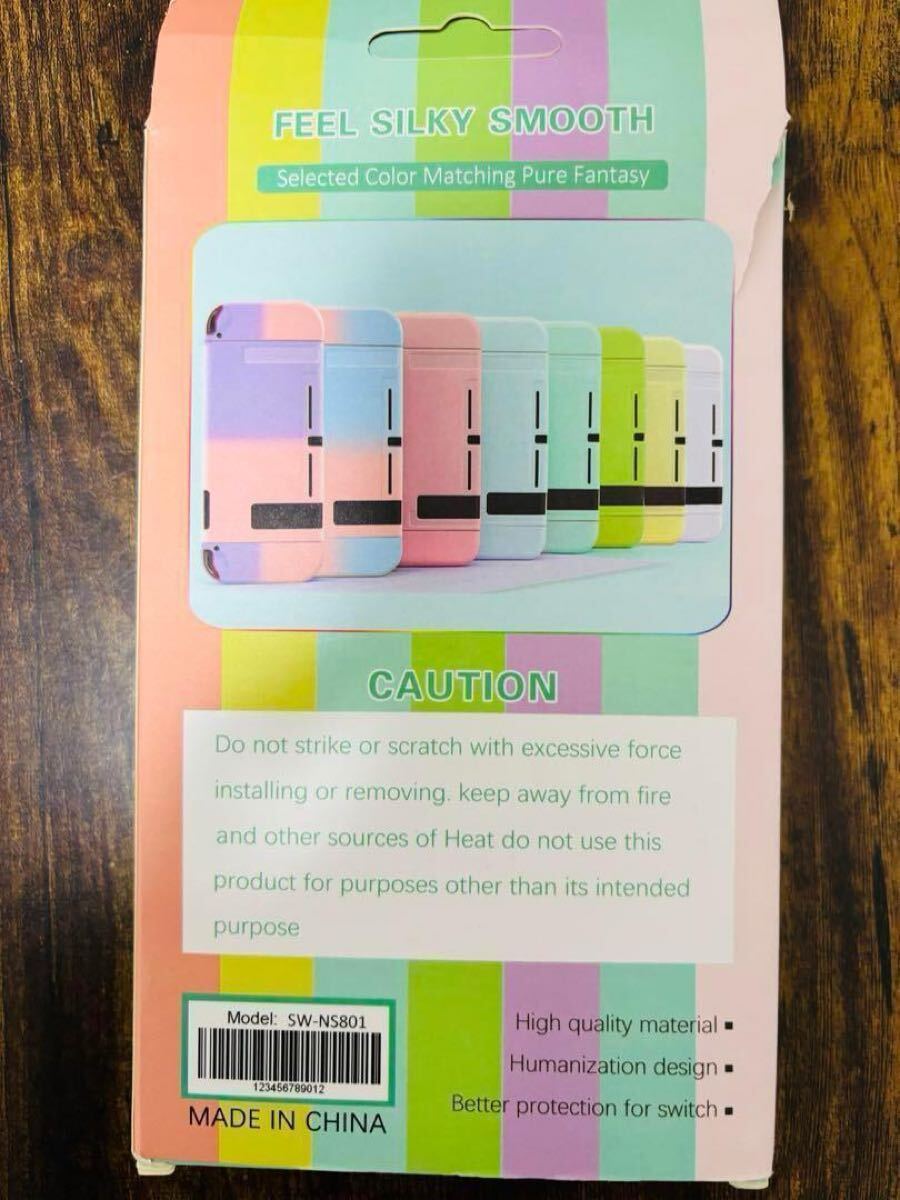 FEEL SILKY SMOOTH
Selected Color Matching Pure Fantasy
CAUTION
Do not strike or scratch with excessive force
installing or removing. keep away from fire
and other sources of Heat do not use this
product for purposes other than its intended
purpose
Model: SW-NS801
123456789012
MADE IN CHINA
High quality material ▪
Humanization design ▪
Better protection for switch ▪